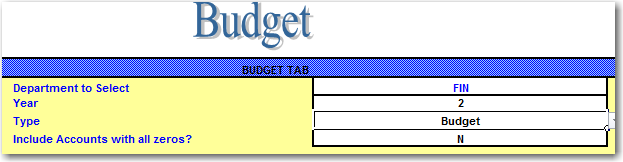 Budget
BUDGET TAB
Department to Select FIN
Year 2
Type Budget
Include Accounts with all zeros? N